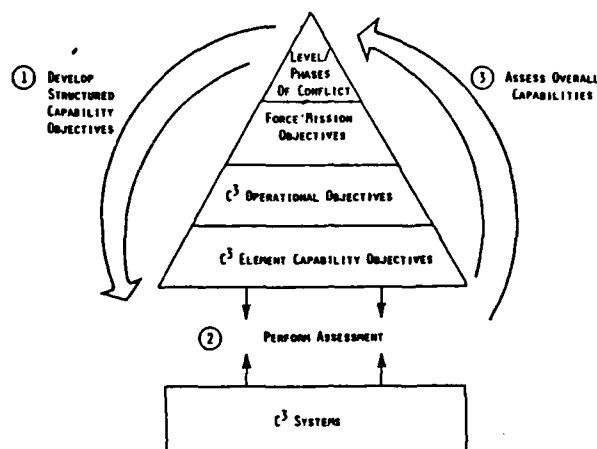 ① DEVELOP
STRUCTURED
CAPABILITY
OBJECTIVES
LEVEL/
PHASES
OF CONFLICT
FORCE-MISSION
OBJECTIVES
C³ OPERATIONAL OBJECTIVES
C³ ELEMENT CAPABILITY OBJECTIVES
③ ASSESS OVERALL
CAPABILITIES
② PERFORM ASSESSMENT
C³ SYSTEMS